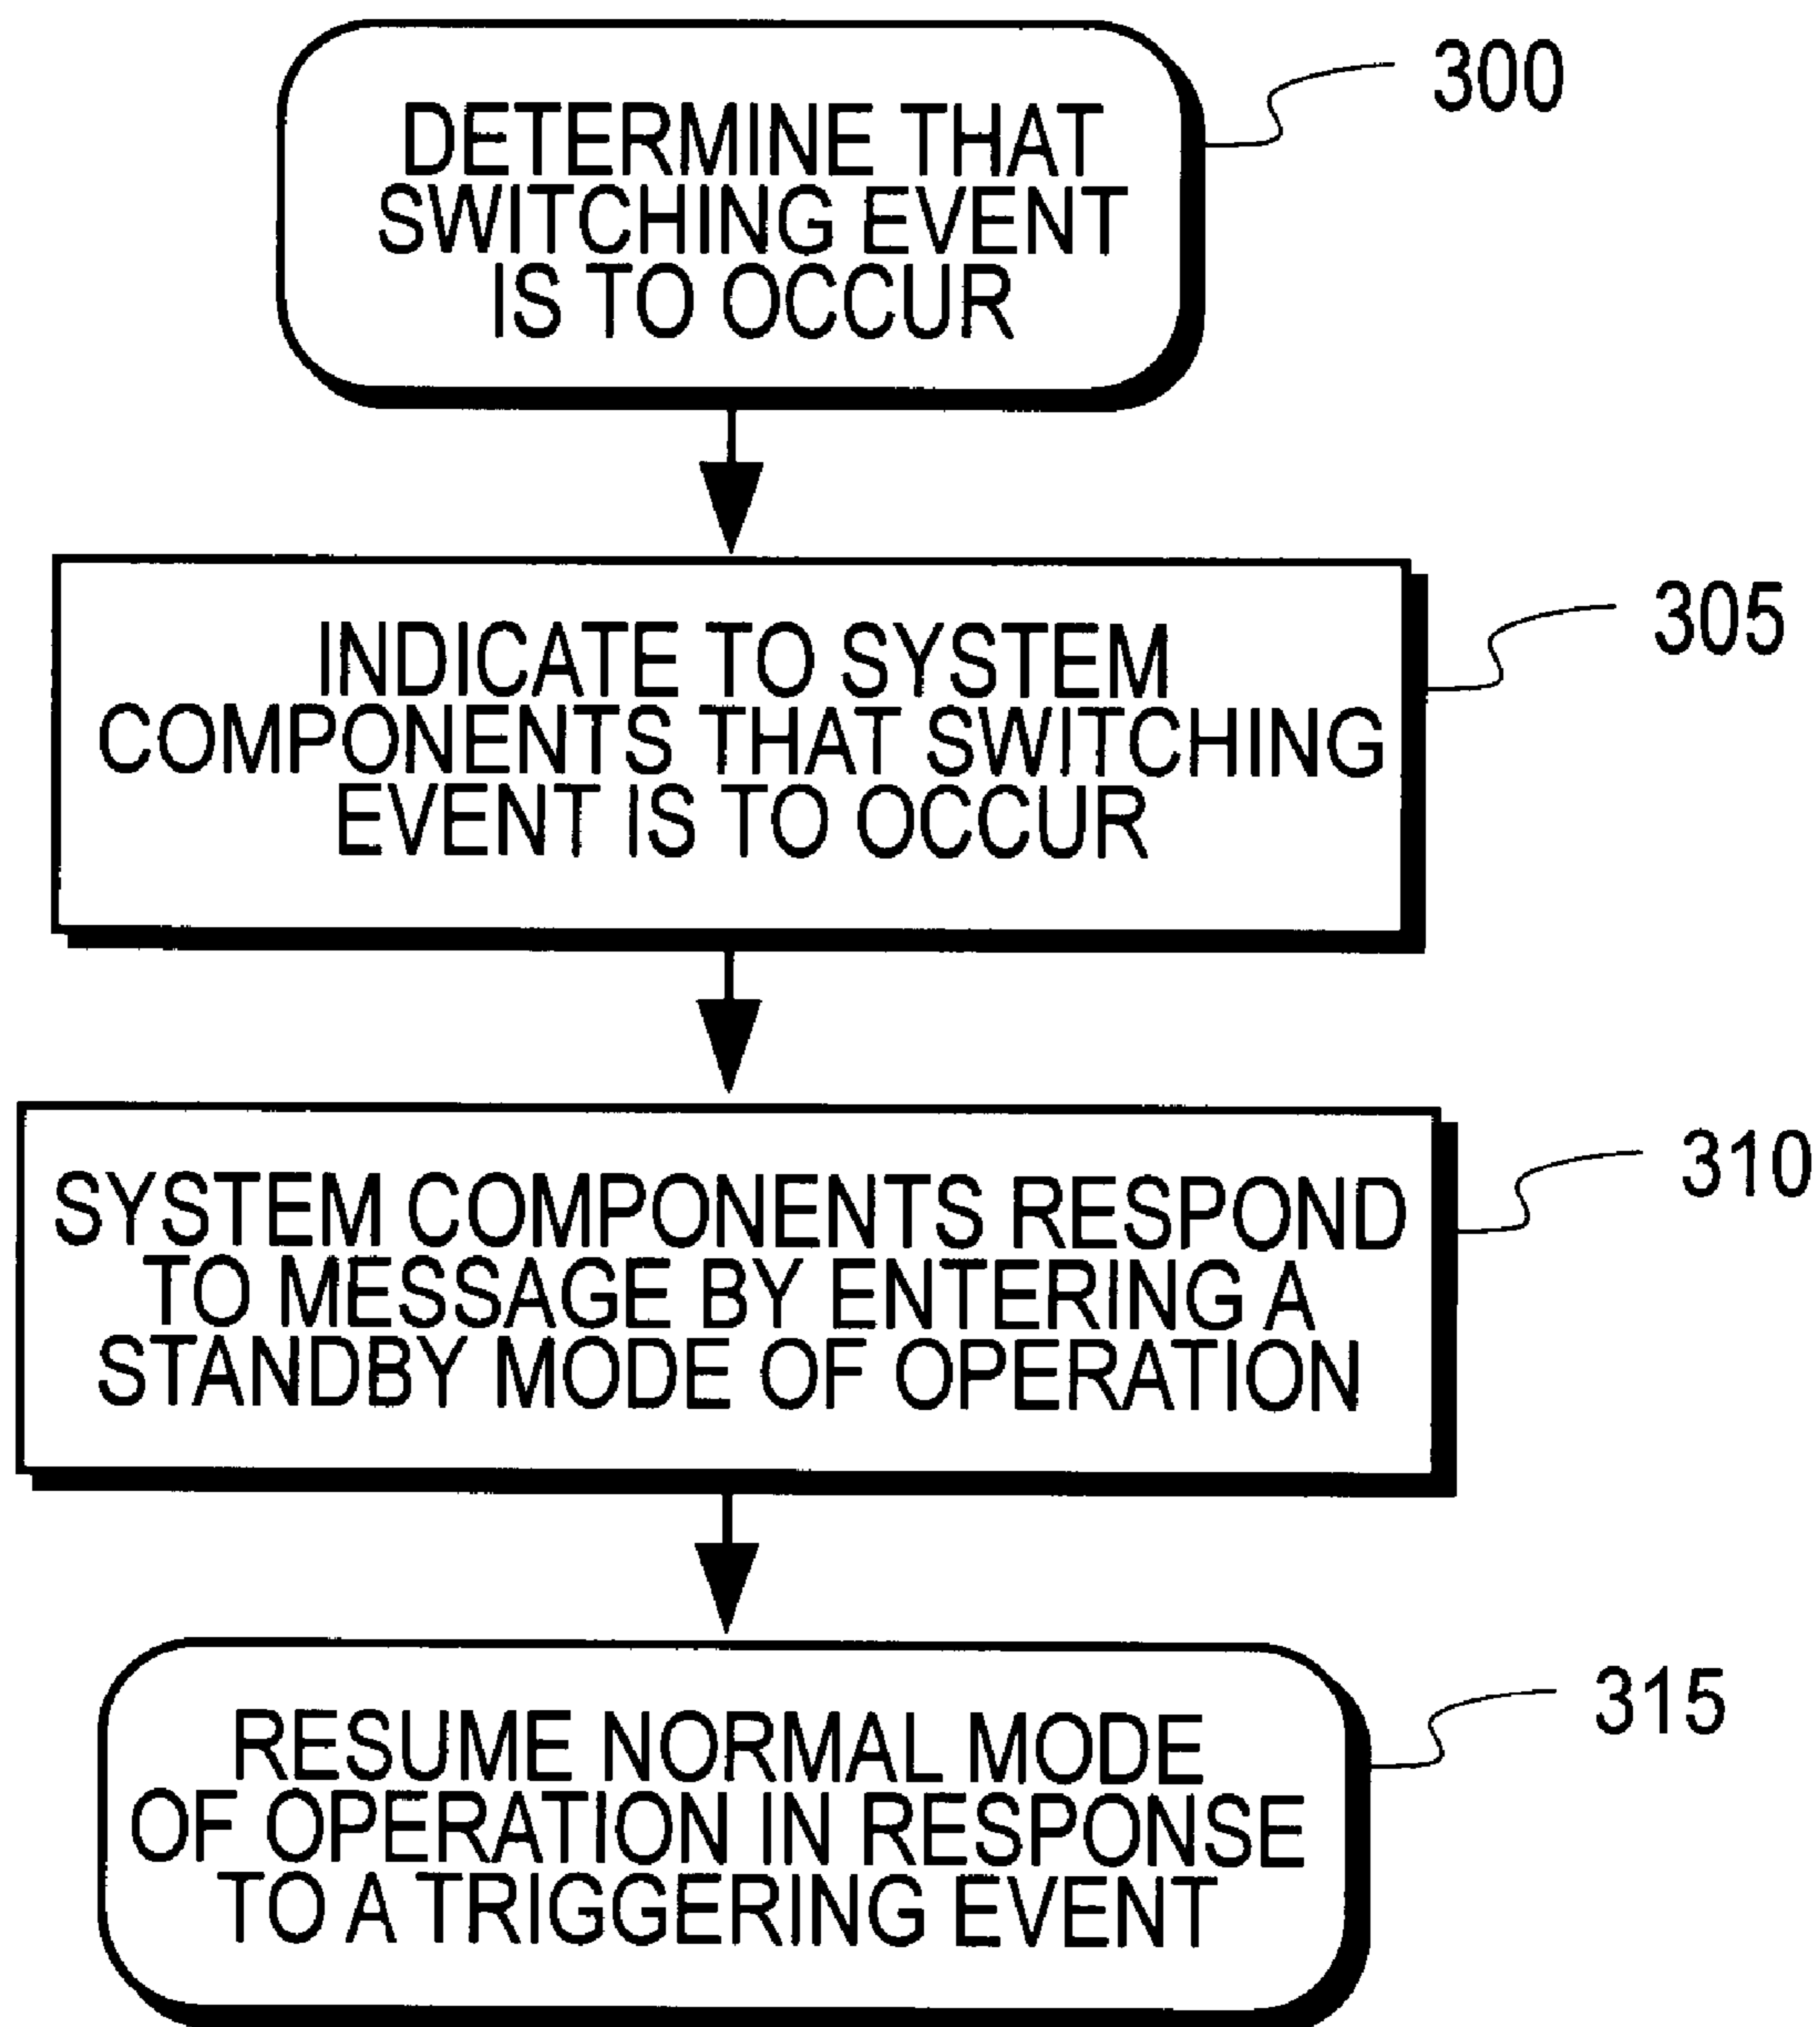 DETERMINE THAT
SWITCHING EVENT
IS TO OCCUR
300
INDICATE TO SYSTEM
COMPONENTS THAT SWITCHING
EVENT IS TO OCCUR
305
SYSTEM COMPONENTS RESPOND
TO MESSAGE BY ENTERING A
STANDBY MODE OF OPERATION
310
RESUME NORMAL MODE
OF OPERATION IN RESPONSE
TO A TRIGGERING EVENT
315